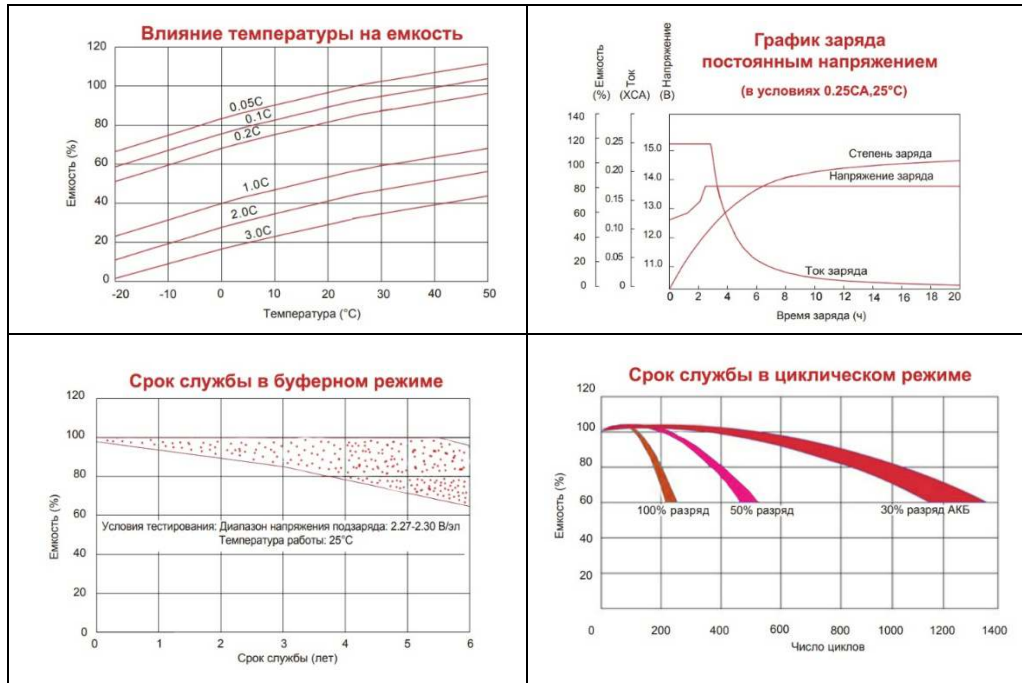 Влияние температуры на емкость
120
100
80
60
40
20
0
Емкость (%)
0.05C
0.1C
0.2C
1.0C
2.0C
3.0C
-20 -10 0 10 20 30 40 50
Температура (°C)
График заряда
постоянным напряжением
(в условиях 0.25CA,25°C)
Емкость (%)
Ток (XCA)
Напряжение (В)
140
120
100
80
60
40
20
0
0.25
0.20
0.15
0.10
0.05
0
15.0
14.0
13.0
12.0
11.0
Степень заряда
Напряжение заряда
Ток заряда
0 2 4 6 8 10 12 14 16 18 20
Время заряда (ч)
Срок службы в буферном режиме
120
100
80
60
40
20
0
Емкость (%)
Условия тестирования: Диапазон напряжения подзаряда: 2.27-2.30 В/эл
Температура работы: 25°C
0 1 2 3 4 5 6
Срок службы (лет)
Срок службы в циклическом режиме
120
100
80
60
40
20
Емкость (%)
100% разряд 50% разряд 30% разряд АКБ
0 200 400 600 800 1000 1200 1400
Число циклов